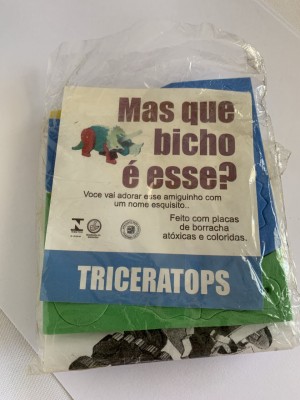 Mas que
bicho
é esse?
Você vai adorar esse amiguinho com
um nome esquisito..
Feito com placas
de borracha
atóxicas e coloridas.
TRICERATOPS